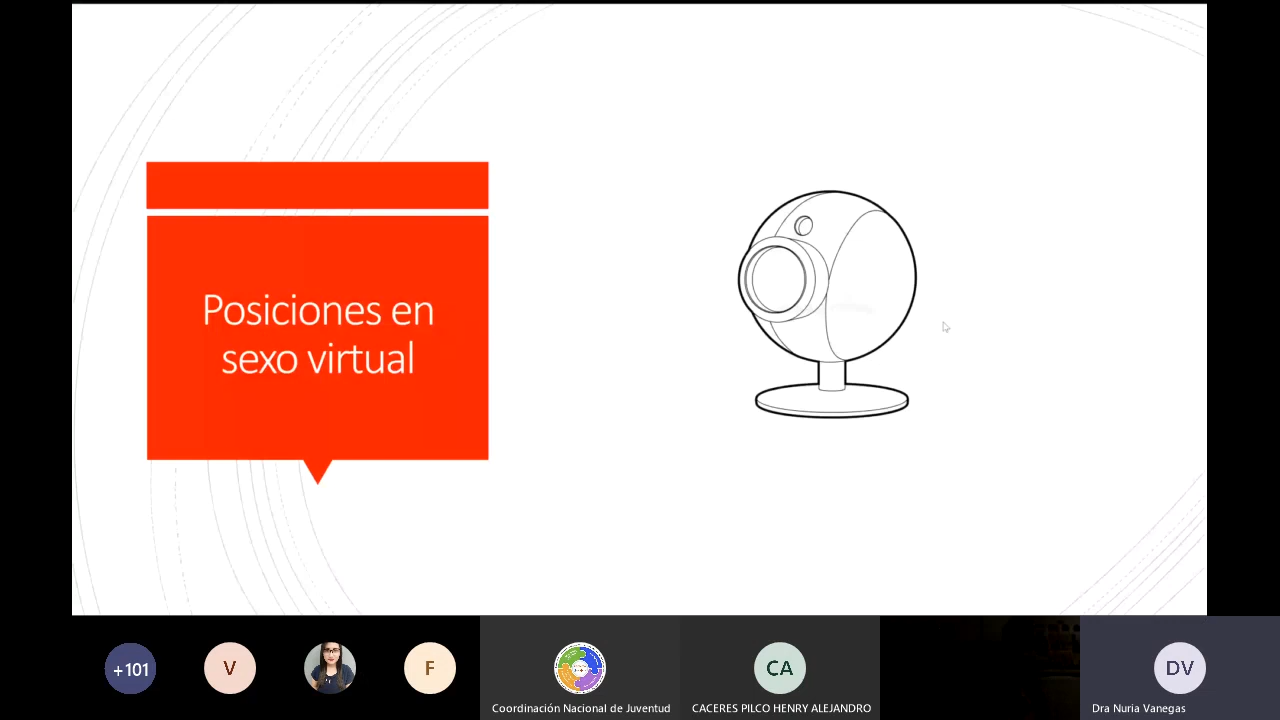 Posiciones en
sexo virtual
+101
V
F
CA
DV
Coordinación Nacional de Juventud
CACERES PILCO HENRY ALEJANDRO
Dra Nuria Vanegas